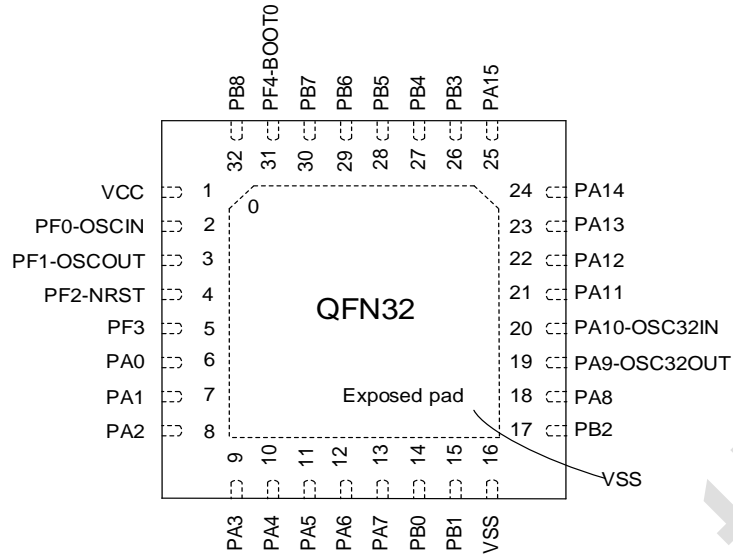 PB8
PF4-BOOT0
PB7
PB6
PB5
PB4
PB3
PA15
32
31
30
29
28
27
26
25
VCC 1
PF0-OSCIN 2
PF1-OSCOUT 3
PF2-NRST 4
PF3 5
PA0 6
PA1 7
PA2 8
0
QFN32
Exposed pad
24 PA14
23 PA13
22 PA12
21 PA11
20 PA10-OSC32IN
19 PA9-OSC32OUT
18 PA8
17 PB2
VSS
9
10
11
12
13
14
15
16
PA3
PA4
PA5
PA6
PA7
PB0
PB1
VSS